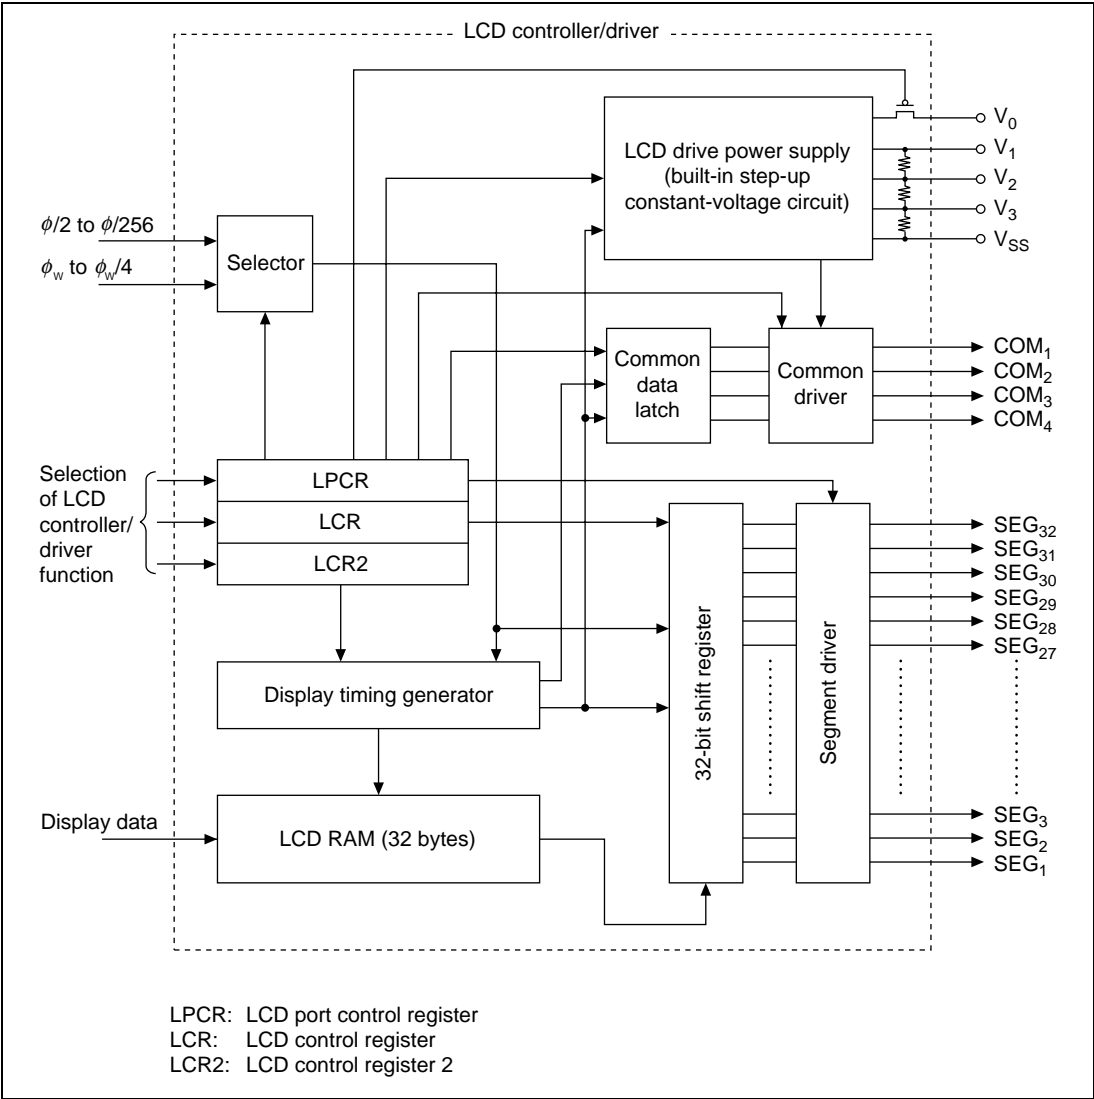 LCD controller/driver
LCD drive power supply
(built-in step-up
constant-voltage circuit)
V0
V1
V2
V3
VSS
ϕ/2 to ϕ/256
ϕw to ϕw/4
Selector
Common
data
latch
Common
driver
COM1
COM2
COM3
COM4
Selection
of LCD
controller/
driver
function
LPCR
LCR
LCR2
Display timing generator
Display data
LCD RAM (32 bytes)
32-bit shift register
Segment driver
SEG32
SEG31
SEG30
SEG29
SEG28
SEG27
SEG3
SEG2
SEG1
LPCR: LCD port control register
LCR: LCD control register
LCR2: LCD control register 2